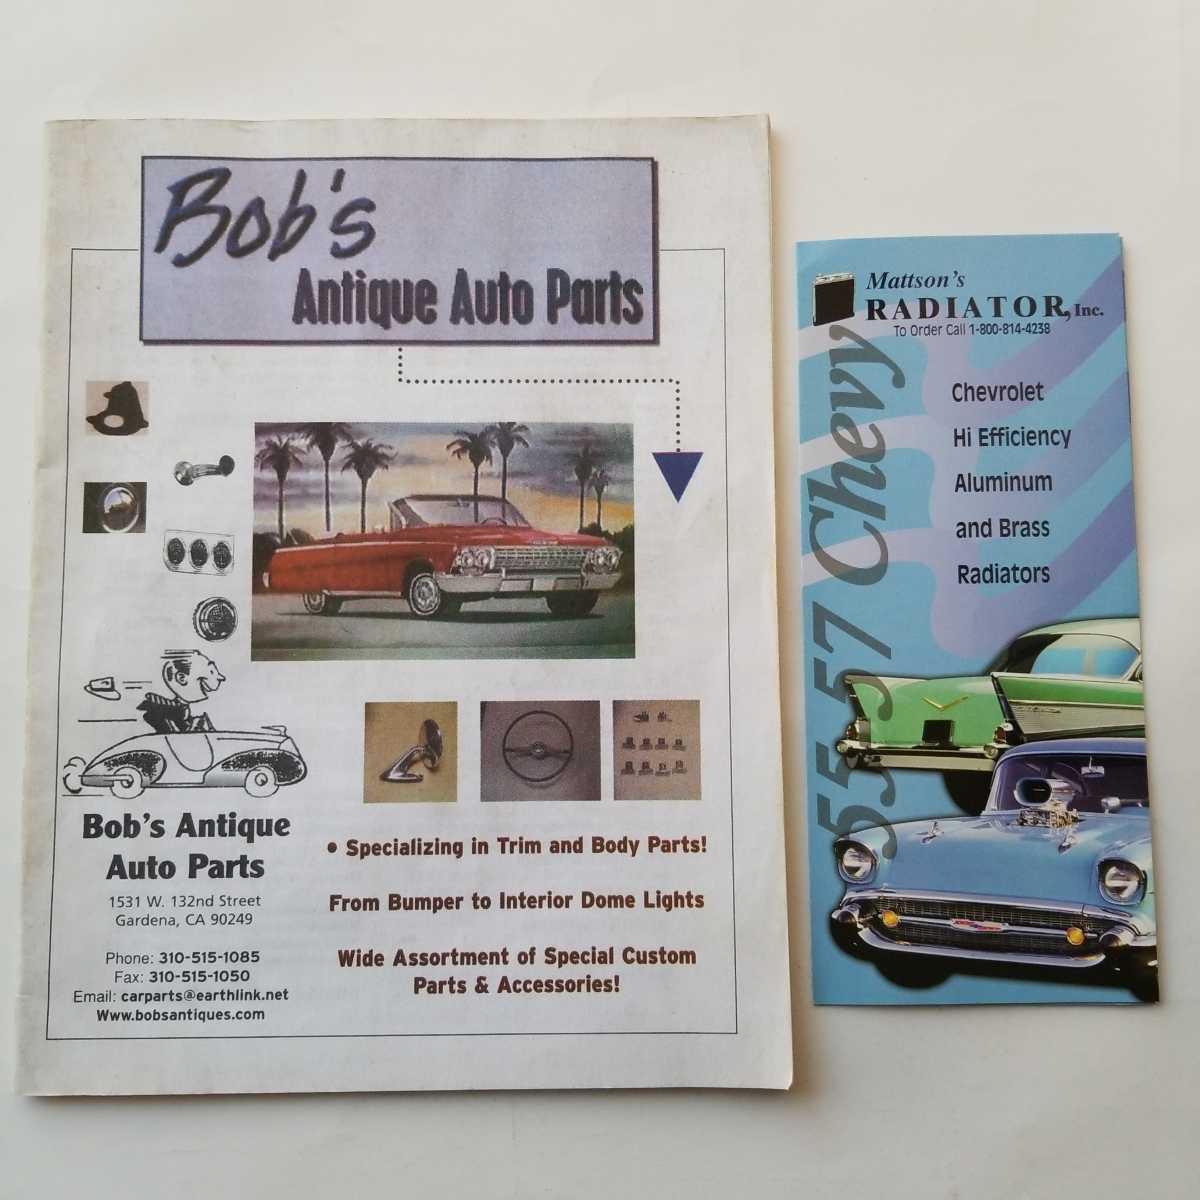 Bob's
Antique Auto Parts
Bob's Antique
Auto Parts
1531 W. 132nd Street
Gardena, CA 90249
Phone: 310-515-1085
Fax: 310-515-1050
Email: carparts@earthlink.net
Www.bobsantiques.com
• Specializing in Trim and Body Parts!
From Bumper to Interior Dome Lights
Wide Assortment of Special Custom
Parts & Accessories!
Mattson's
RADIATOR, Inc.
To Order Call 1-800-814-4238
55-57 Chevy
Chevrolet
Hi Efficiency
Aluminum
and Brass
Radiators